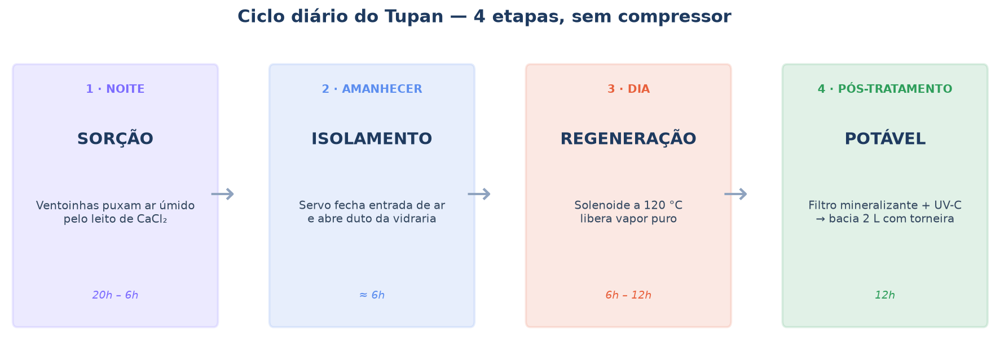 Ciclo diário do Tupan — 4 etapas, sem compressor
1 · NOITE
SORÇÃO
Ventoinhas puxam ar úmido
pelo leito de CaCl₂
20h – 6h
→
2 · AMANHECER
ISOLAMENTO
Servo fecha entrada de ar
e abre duto da vidraria
≈ 6h
→
3 · DIA
REGENERAÇÃO
Solenoide a 120 °C
libera vapor puro
6h – 12h
→
4 · PÓS-TRATAMENTO
POTÁVEL
Filtro mineralizante + UV-C
→ bacia 2 L com torneira
12h